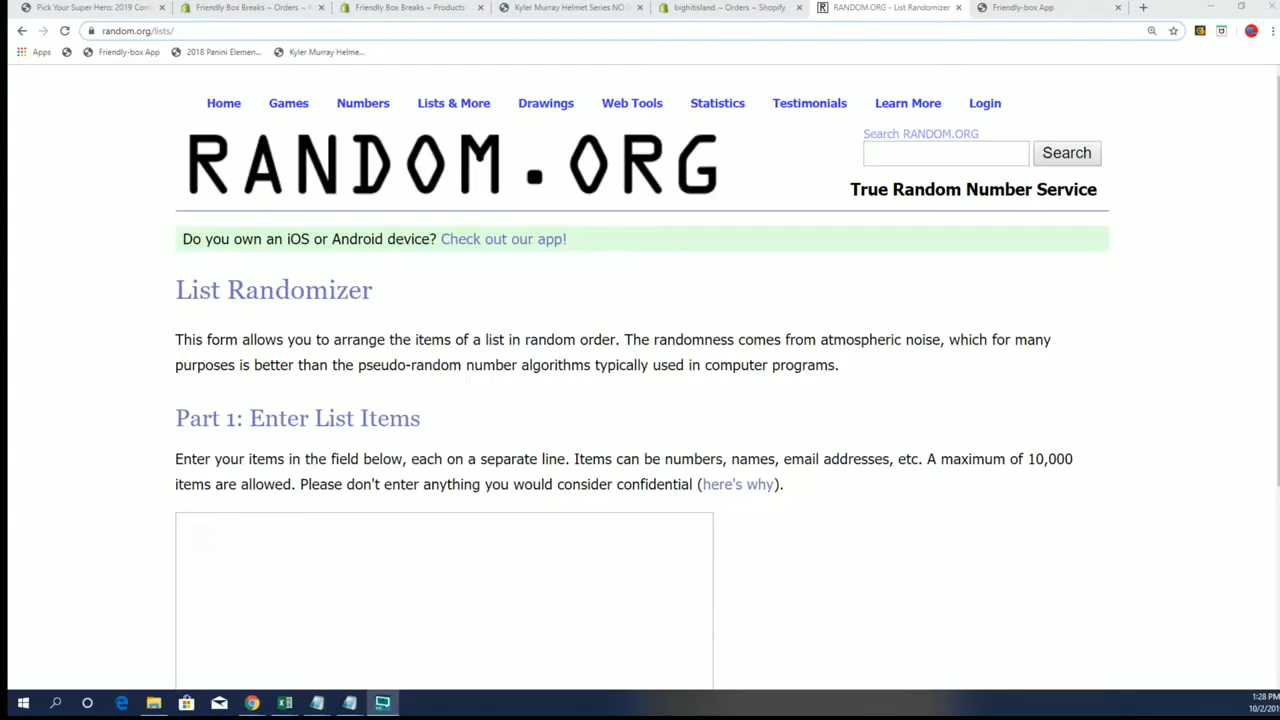 Pick Your Super Hero: 2019 Com
Friendly Box Breaks ~ Orders ~
Friendly Box Breaks ~ Products
Kyler Murray Helmet Series NO
bighitisland ~ Orders ~ Shopify
RANDOM.ORG - List Randomizer
Friendly-box App
random.org/lists/
Apps
Friendly-box App
2018 Panini Elemen...
Kyler Murray Helme...
Home Games Numbers Lists & More Drawings Web Tools Statistics Testimonials Learn More Login
RANDOM.ORG
Search RANDOM.ORG
Search
True Random Number Service
Do you own an iOS or Android device? Check out our app!
List Randomizer
This form allows you to arrange the items of a list in random order. The randomness comes from atmospheric noise, which for many
purposes is better than the pseudo-random number algorithms typically used in computer programs.
Part 1: Enter List Items
Enter your items in the field below, each on a separate line. Items can be numbers, names, email addresses, etc. A maximum of 10,000
items are allowed. Please don't enter anything you would consider confidential (here's why).
1:28 PM
10/2/201